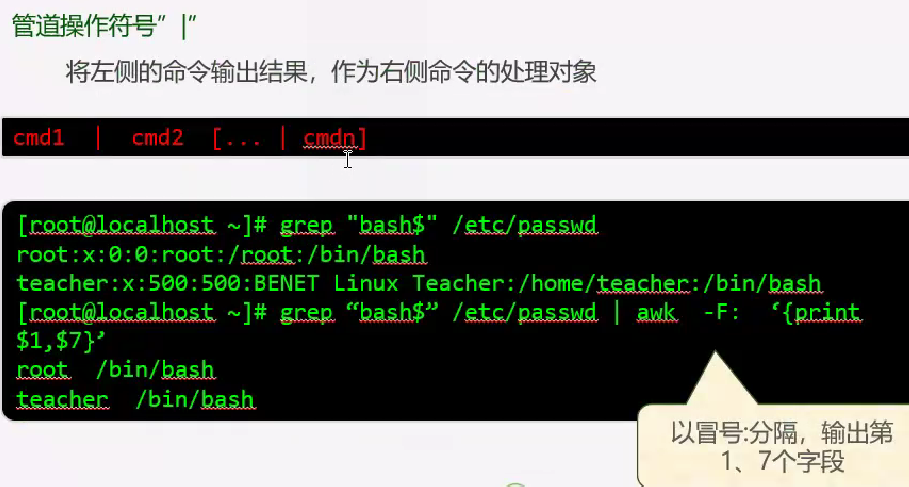 管道操作符号”|”
将左侧的命令输出结果，作为右侧命令的处理对象
cmd1 | cmd2 [... | cmdn]
[root@localhost ~]# grep "bash$" /etc/passwd
root:x:0:0:root:/root:/bin/bash
teacher:x:500:500:BENET Linux Teacher:/home/teacher:/bin/bash
[root@localhost ~]# grep “bash$” /etc/passwd | awk -F: ‘{print
$1,$7}’
root /bin/bash
teacher /bin/bash
以冒号:分隔，输出第
1、7个字段